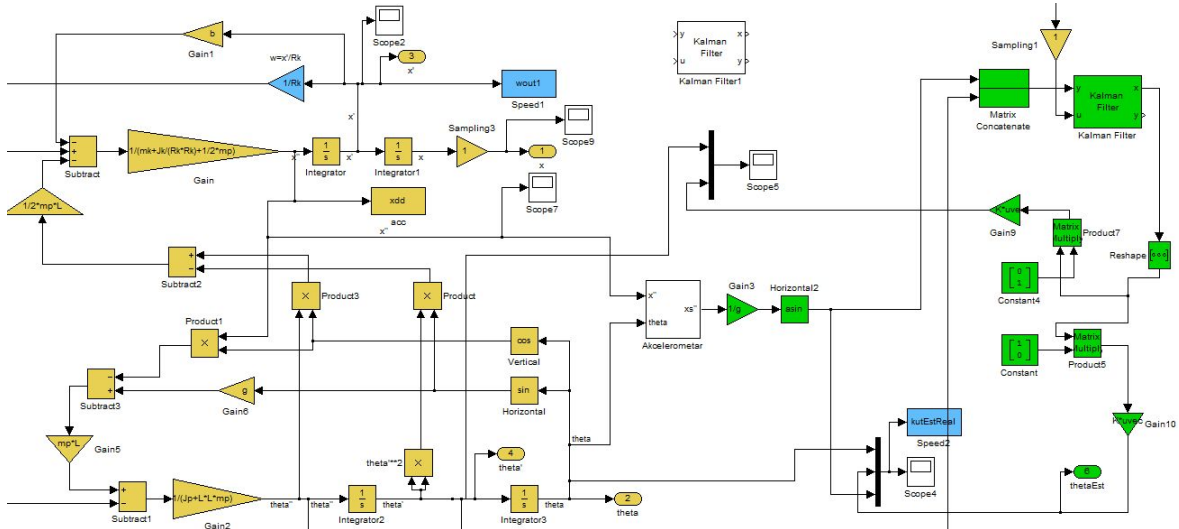 b
Gain1
w=x'/Rk
1/Rk
Scope2
3
x'
wout1
Speed1
x'
y
u
Kalman
Filter
x
y
Kalman Filter1
1
Sampling1
Matrix
Concatenate
y
u
Kalman
Filter
x
y
Kalman Filter
Subtract
1/(mk+Jk/(Rk*Rk)+1/2*mp)
Gain
x''
1
s
Integrator
x'
1
s
Integrator1
x
Sampling3
1
Scope9
1
x
1/2*mp*L
xdd
acc
x''
Scope7
Scope5
K*uve
Gain9
Matrix
Multiply
Product7
Reshape
Subtract2
Product3
Product
x''
theta
xs''
Akcelerometar
Gain3
1/g
Horizontal2
asin
0
1
Constant4
Product1
cos
Vertical
1
0
Constant
Matrix
Multiply
Product5
Subtract3
g
Gain6
sin
Horizontal
mp*L
Gain5
theta
kutEstReal
Speed2
K*uvec
Gain10
theta'**2
4
theta'
Scope4
6
thetaEst
Subtract1
1/(Jp+L*L*mp)
Gain2
theta''
theta''
1
s
Integrator2
theta'
1
s
Integrator3
theta
2
theta